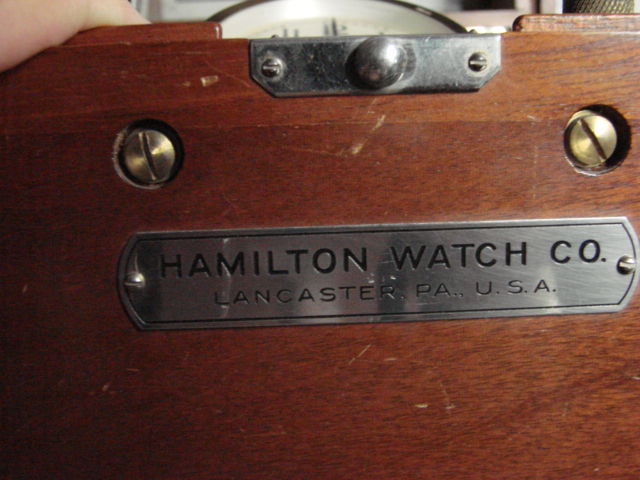 HAMILTON WATCH CO.
LANCASTER, PA., U.S.A.